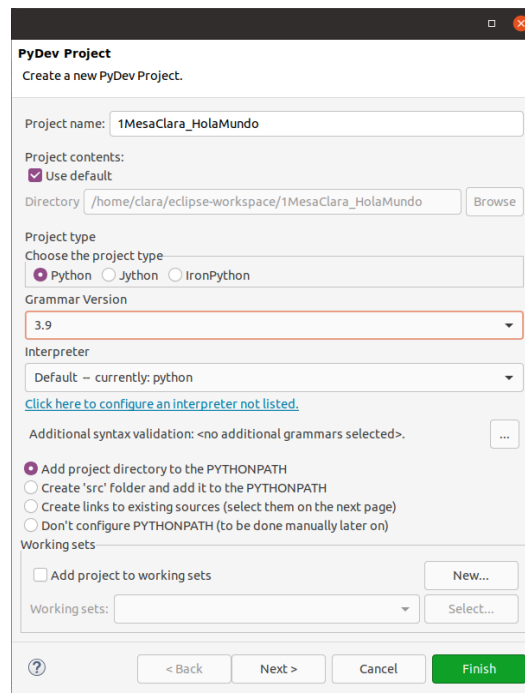 PyDev Project
Create a new PyDev Project.
Project name: 1MesaClara_HolaMundo
Project contents:
Use default
Directory /home/clara/eclipse-workspace/1MesaClara_HolaMundo Browse
Project type
Choose the project type
Python Jython IronPython
Grammar Version
3.9
Interpreter
Default -- currently: python
Click here to configure an interpreter not listed.
Additional syntax validation: <no additional grammars selected>. ...
Add project directory to the PYTHONPATH
Create 'src' folder and add it to the PYTHONPATH
Create links to existing sources (select them on the next page)
Don't configure PYTHONPATH (to be done manually later on)
Working sets
Add project to working sets New...
Working sets: Select...
? < Back Next > Cancel Finish